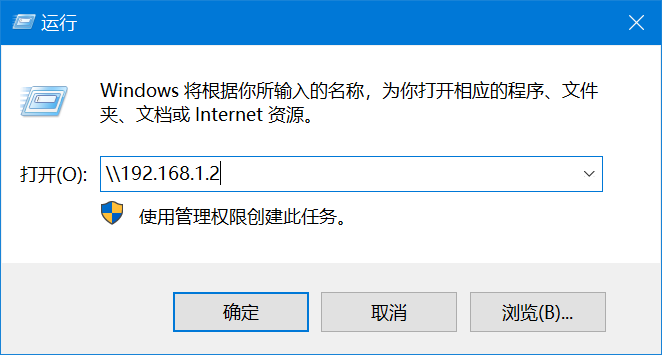 运行
Windows 将根据你所输入的名称，为你打开相应的程序、文件
夹、文档或 Internet 资源。
打开(O): \\192.168.1.2
使用管理权限创建此任务。
确定 取消 浏览(B)...